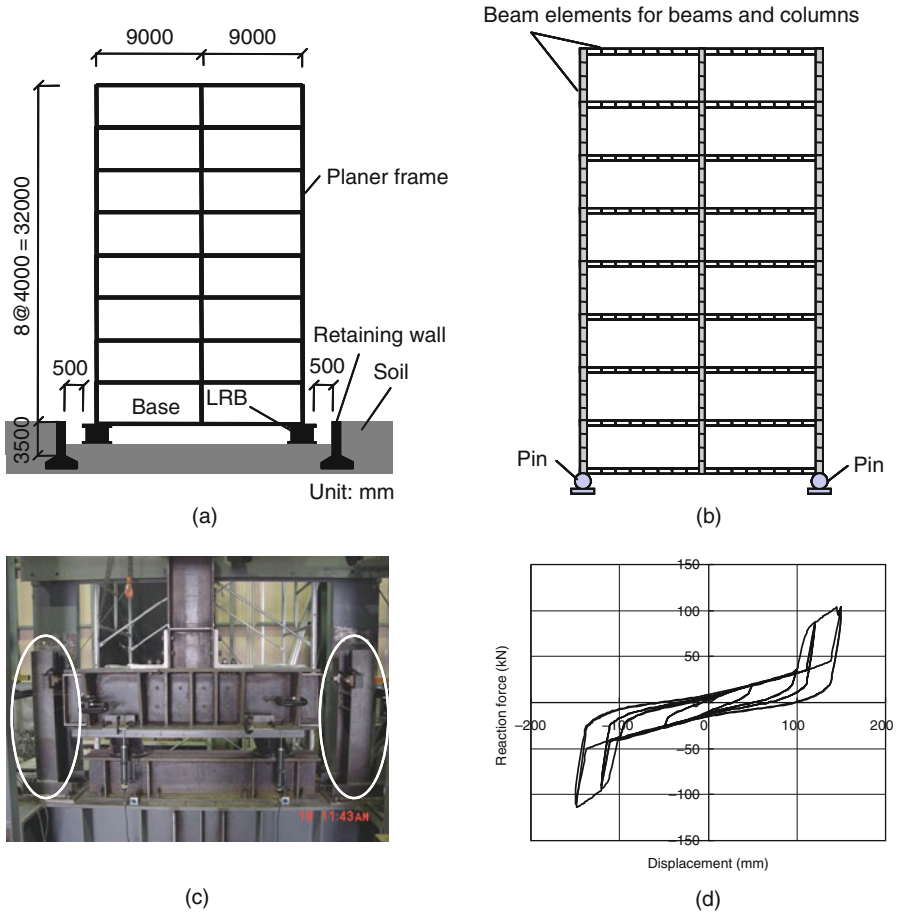 9000 9000
8@4000=32000
Planer frame
Retaining wall
500 500
Soil
Base LRB
3500
Unit: mm
(a)
Beam elements for beams and columns
Pin Pin
(b)
11:43AM
(c)
150
100
50
0
−200 −100 0 100 200
−50
−100
−150
Reaction force (kN)
Displacement (mm)
(d)